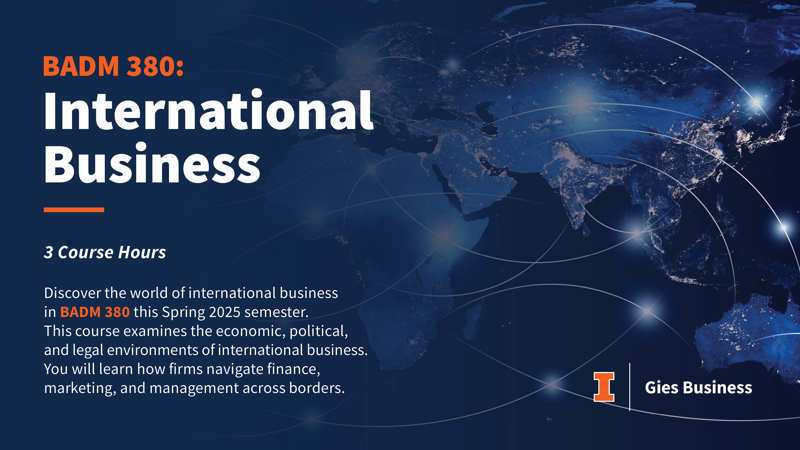 BADM 380:
International
Business
3 Course Hours
Discover the world of international business
in BADM 380 this Spring 2025 semester.
This course examines the economic, political,
and legal environments of international business.
You will learn how firms navigate finance,
marketing, and management across borders.
I
Gies Business